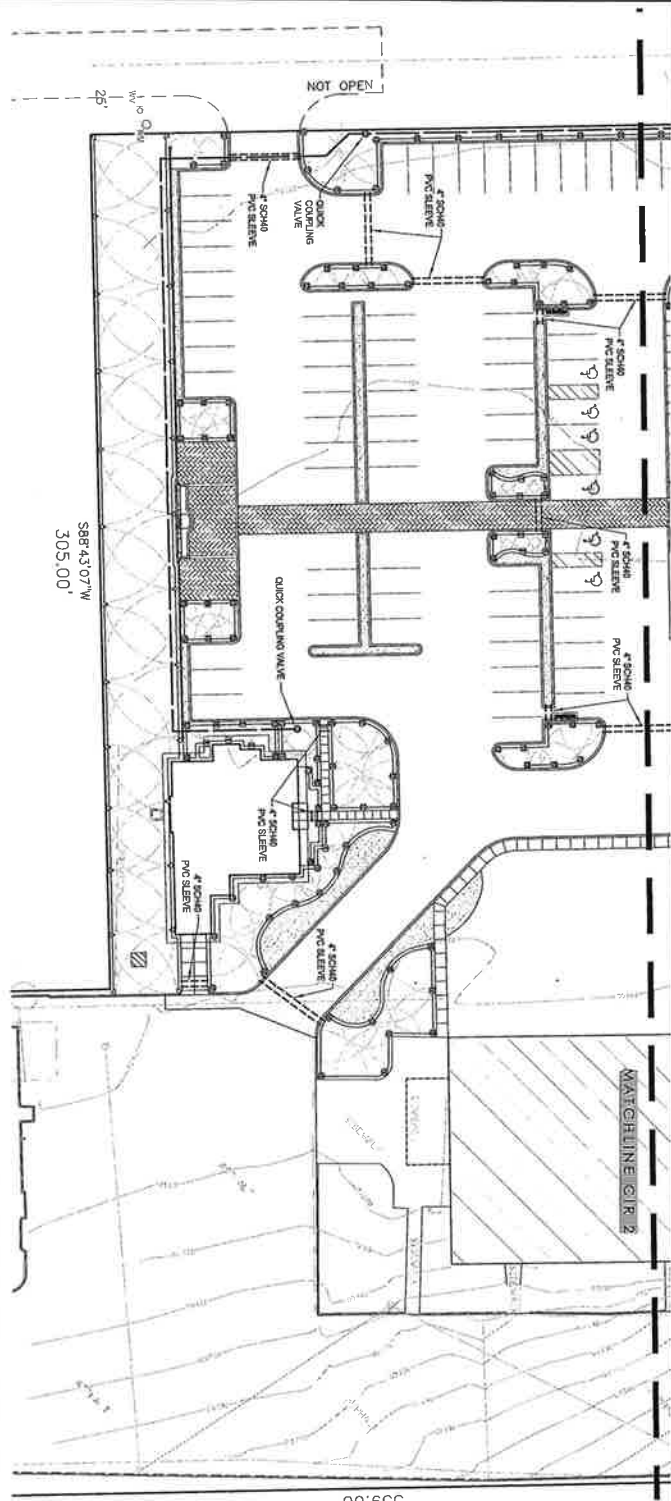 NOT OPEN
25'
WV
4" SCH40
PVC SLEEVE
QUICK
COUPLING
VALVE
4" SCH40
PVC SLEEVE
4" SCH40
PVC SLEEVE
4" SCH40
PVC SLEEVE
4" SCH40
PVC SLEEVE
S88°43'07"W
305.00'
QUICK COUPLING VALVE
4" SCH40
PVC SLEEVE
4" SCH40
PVC SLEEVE
4" SCH40
PVC SLEEVE
MATCHLINE CIR 2